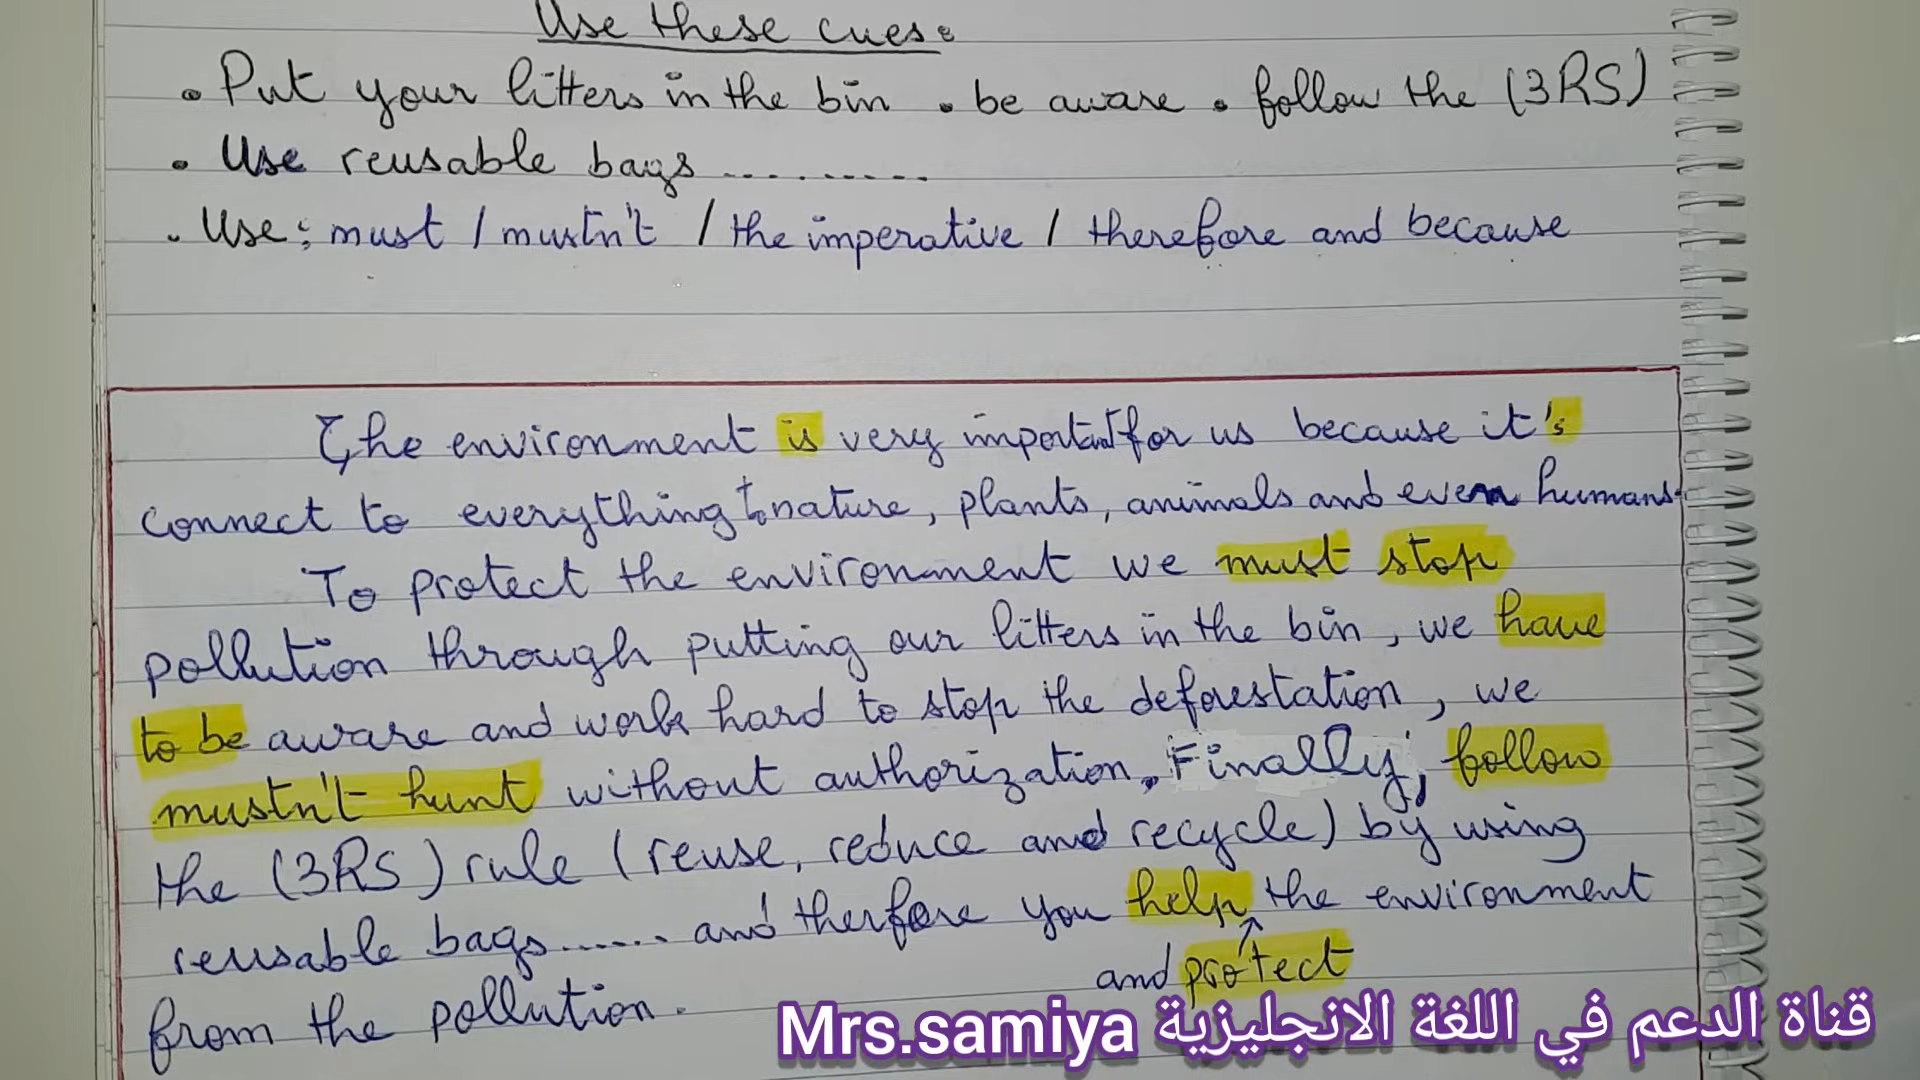 Use these cues:
. Put your litters in the bin . be aware . follow the (3RS)
. Use reusable bags .........
. Use : must / mustn't / the imperative / therefore and because
The environment is very important for us because it's
connect to everything to nature, plants, animals and even humans.
To protect the environment we must stop
pollution through putting our litters in the bin, we have
to be aware and work hard to stop the deforestation, we
mustn't hunt without authorization. Finally, follow
the (3RS) rule (reuse, reduce and recycle) by using
reusable bags...... and therfore you help the environment
and protect
from the pollution.
Mrs.samiya قناة الدعم في اللغة الانجليزية